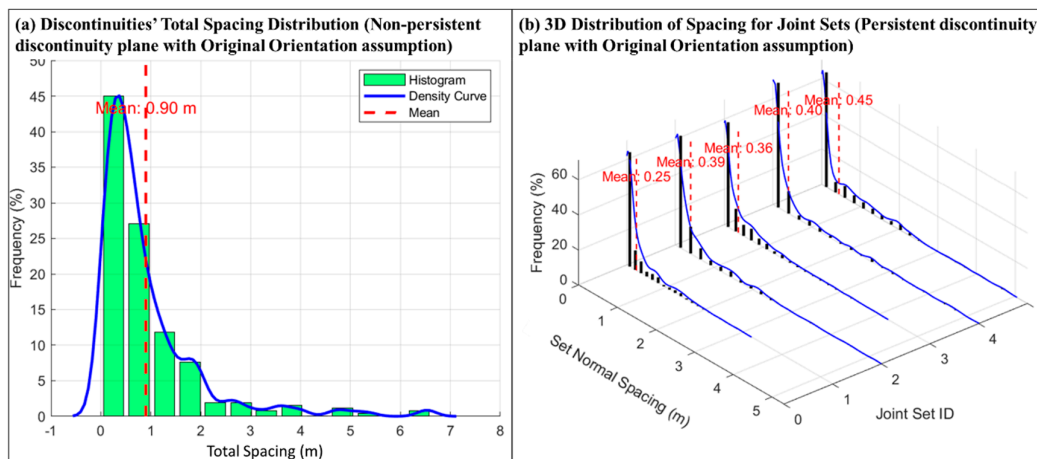 (a) Discontinuities' Total Spacing Distribution (Non-persistent
discontinuity plane with Original Orientation assumption)
50
45
40
35
30
25
20
15
10
5
0
Frequency (%)
Mean: 0.90 m
Histogram
Density Curve
Mean
-1
0
1
2
3
4
5
6
7
8
Total Spacing (m)
(b) 3D Distribution of Spacing for Joint Sets (Persistent discontinuity
plane with Original Orientation assumption)
Mean: 0.25
Mean: 0.39
Mean: 0.36
Mean: 0.40
Mean: 0.45
60
40
20
0
Frequency (%)
0
1
2
3
4
5
Set Normal Spacing (m)
0
1
2
3
4
Joint Set ID